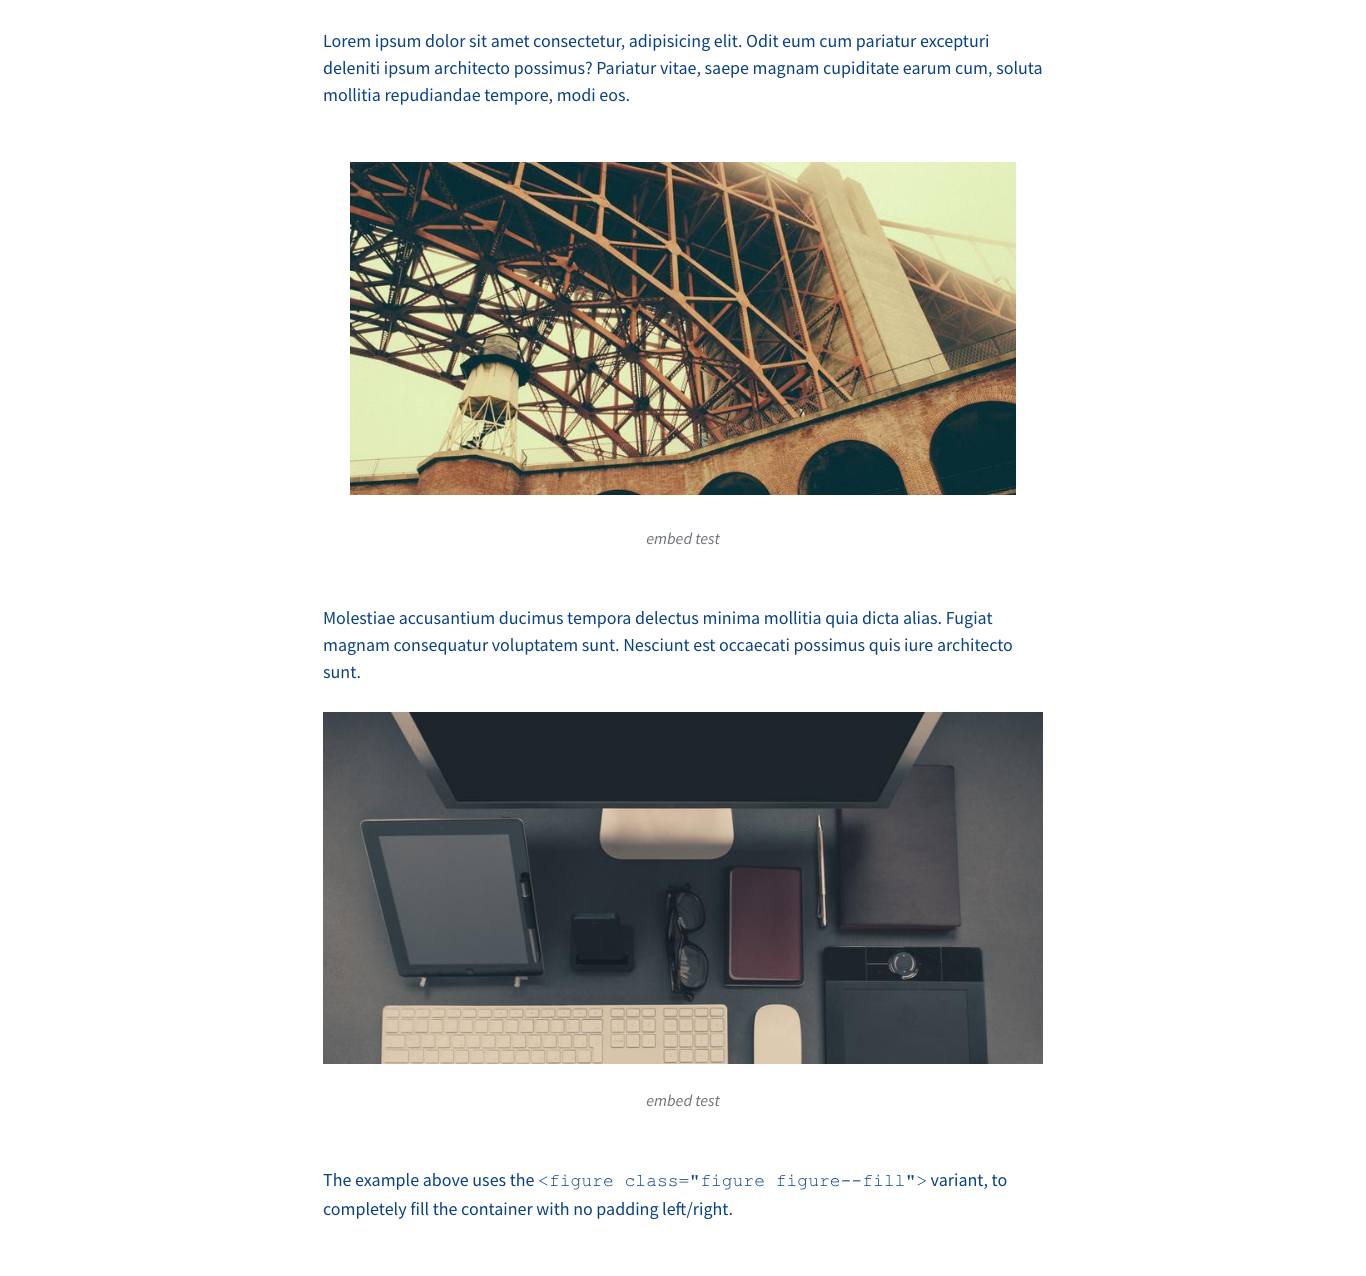 Lorem ipsum dolor sit amet consectetur, adipisicing elit. Odit eum cum pariatur excepturi
deleniti ipsum architecto possimus? Pariatur vitae, saepe magnam cupiditate earum cum, soluta
mollitia repudiandae tempore, modi eos.
embed test
Molestiae accusantium ducimus tempora delectus minima mollitia quia dicta alias. Fugiat
magnam consequatur voluptatem sunt. Nesciunt est occaecati possimus quis iure architecto
sunt.
embed test
The example above uses the <figure class="figure figure--fill"> variant, to
completely fill the container with no padding left/right.